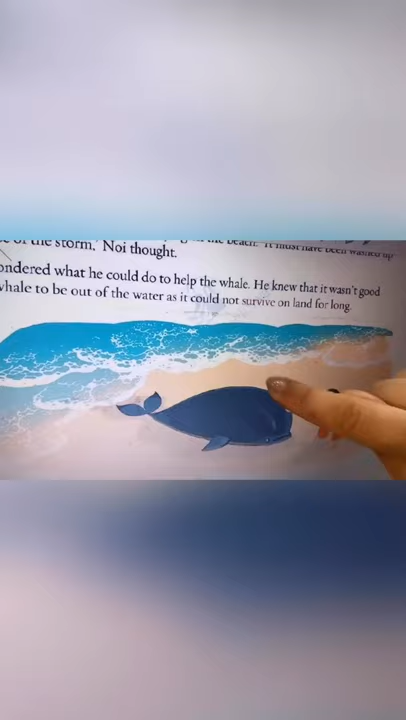 the storm,' Noi thought.
ondered what he could do to help the whale. He knew that it wasn't good
whale to be out of the water as it could not survive on land for long.